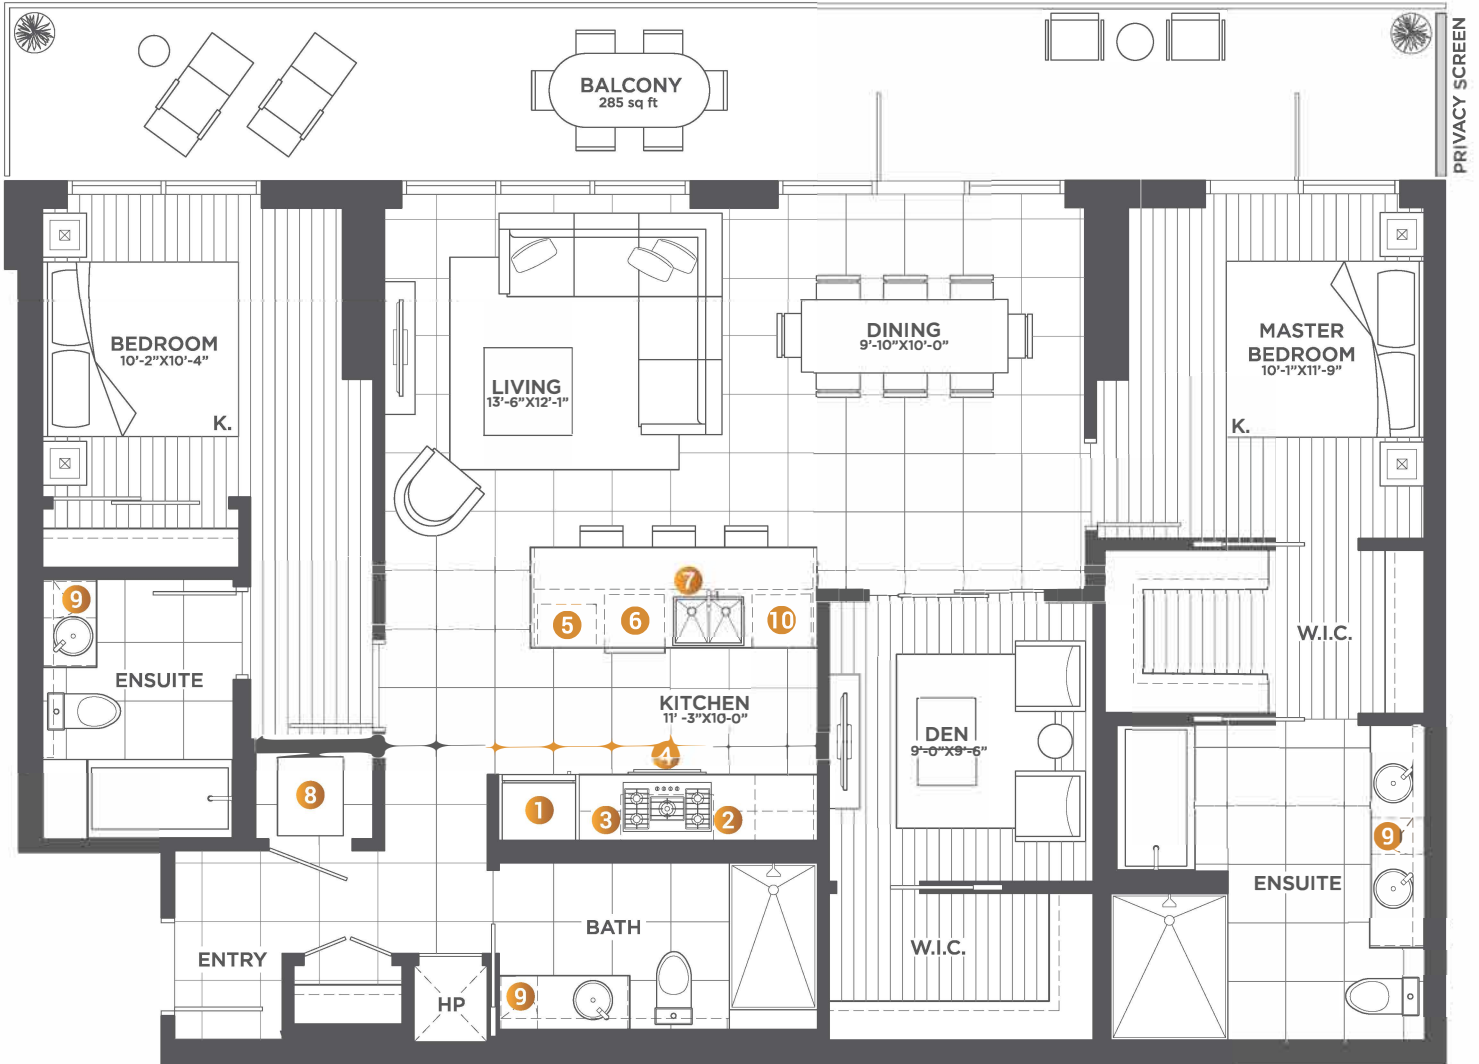 BALCONY
285 sq ft
PRIVACY SCREEN
BEDROOM
10'-2"X10'-4"
K.
LIVING
13'-6"X12'-1"
DINING
9'-10"X10'-0"
MASTER
BEDROOM
10'-1"X11'-9"
K.
9
ENSUITE
7
5
6
10
KITCHEN
11' -3"X10-0"
4
W.I.C.
DEN
9'-0"X9'-6"
8
1
3
2
9
ENSUITE
ENTRY
HP
BATH
9
W.I.C.